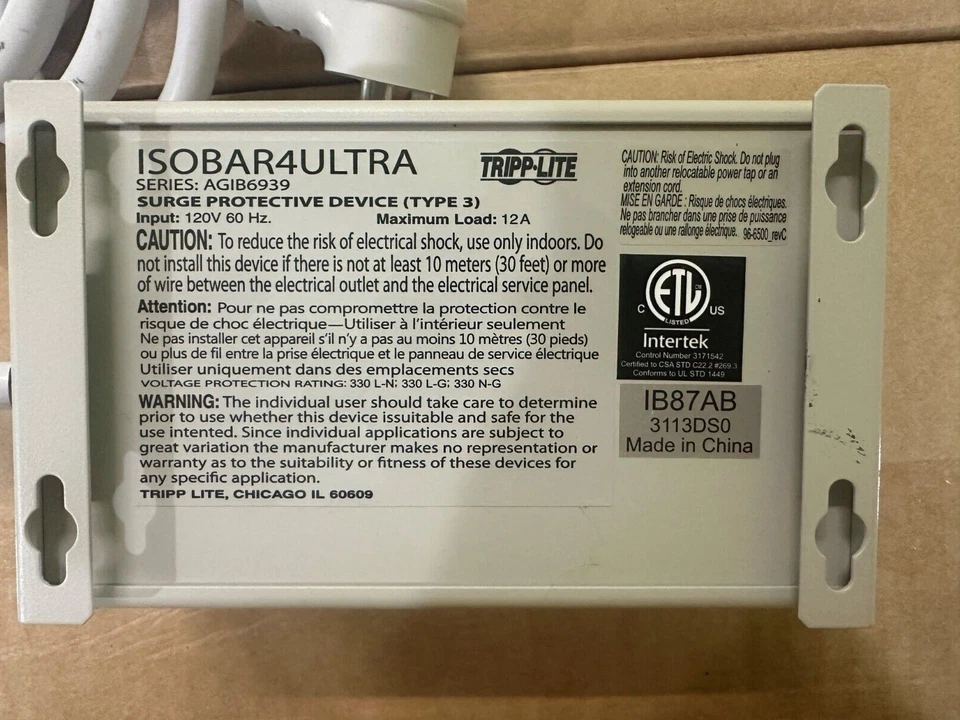 ISOBAR4ULTRA
SERIES: AGIB6939
TRIPP·LITE
SURGE PROTECTIVE DEVICE (TYPE 3)
Input: 120V 60 Hz. Maximum Load: 12A
CAUTION: To reduce the risk of electrical shock, use only indoors. Do
not install this device if there is not at least 10 meters (30 feet) or more
of wire between the electrical outlet and the electrical service panel.
Attention: Pour ne pas compromettre la protection contre le
risque de choc électrique—Utiliser à l'intérieur seulement
Ne pas installer cet appareil s'il n'y a pas au moins 10 mètres (30 pieds)
ou plus de fil entre la prise électrique et le panneau de service électrique
Utiliser uniquement dans des emplacements secs
VOLTAGE PROTECTION RATING: 330 L-N; 330 L-G; 330 N-G
WARNING: The individual user should take care to determine
prior to use whether this device issuitable and safe for the
use intented. Since individual applications are subject to
great variation the manufacturer makes no representation or
warranty as to the suitability or fitness of these devices for
any specific application.
TRIPP LITE, CHICAGO IL 60609
CAUTION: Risk of Electric Shock. Do not plug
into another relocatable power tap or an
extension cord.
MISE EN GARDE : Risque de chocs électriques.
Ne pas brancher dans une prise de puissance
relogeable ou une rallonge électrique. 96-6500_revC
ETL CM
LISTED
C US
Intertek
Control Number 3171542
Certified to CSA STD C22.2 #269.3
Conforms to UL STD 1449
IB87AB
3113DS0
Made in China